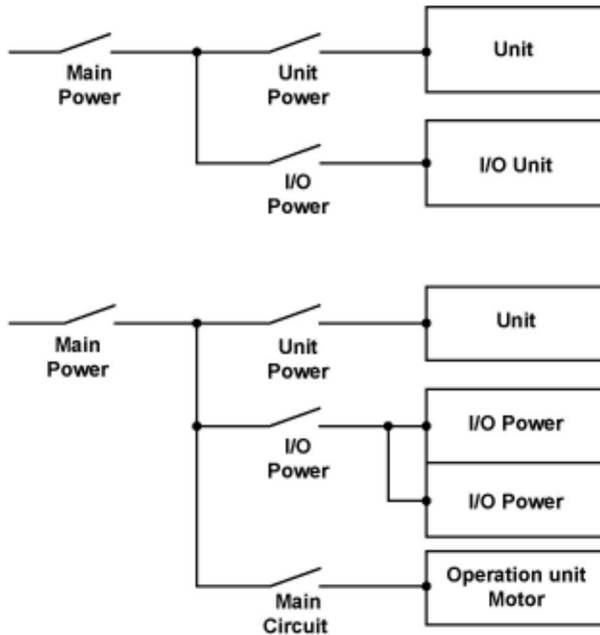 Unit
Main
Power
Unit
Power
I/O Unit
I/O
Power
Unit
Main
Power
Unit
Power
I/O Power
I/O
Power
I/O Power
Operation unit
Motor
Main
Circuit